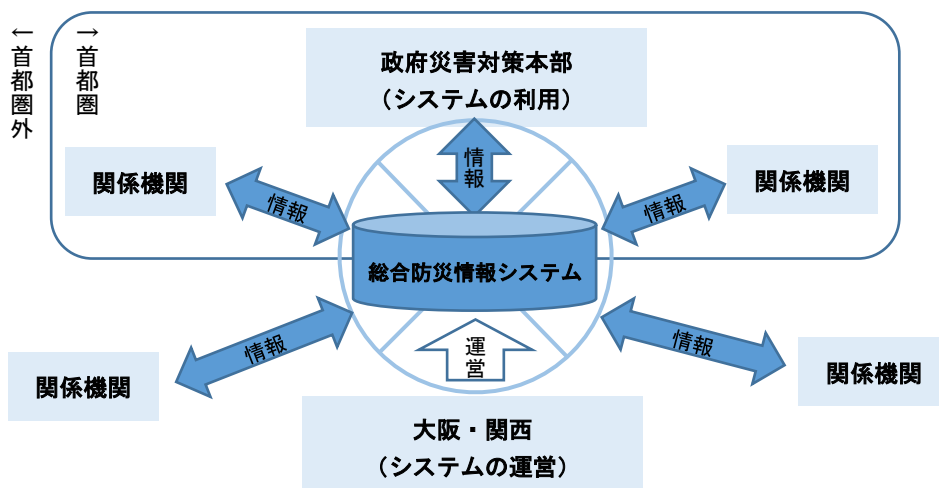 ←首都圏外
→首都圏
政府災害対策本部
（システムの利用）
情報
関係機関
情報
関係機関
情報
総合防災情報システム
関係機関
情報
運営
情報
関係機関
大阪・関西
（システムの運営）